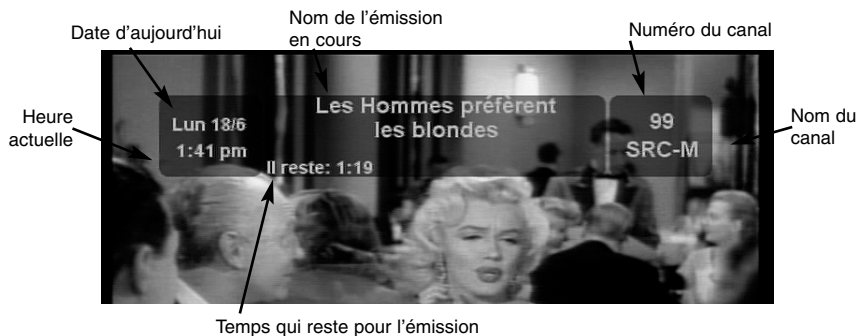 Date d'aujourd'hui
Nom de l'émission
en cours
Numéro du canal
Heure
actuelle
Lun 18/6
1:41 pm
Les Hommes préfèrent
les blondes
Il reste: 1:19
99
SRC-M
Nom du
canal
Temps qui reste pour l'émission